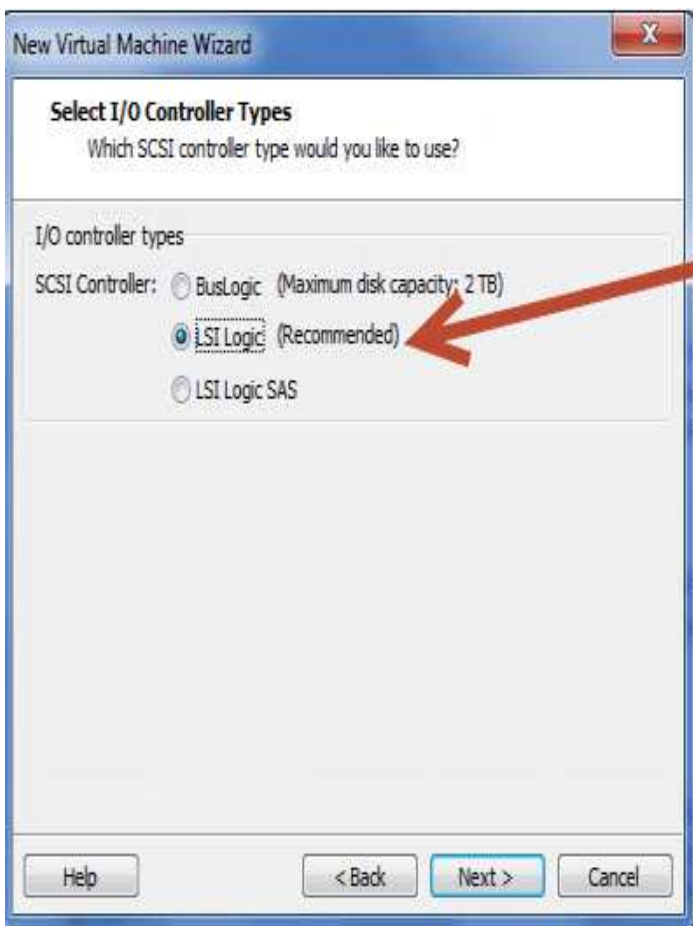 New Virtual Machine Wizard
Select I/O Controller Types
Which SCSI controller type would you like to use?
I/O controller types
SCSI Controller: BusLogic (Maximum disk capacity: 2 TB)
LSI Logic (Recommended)
LSI Logic SAS
Help < Back Next > Cancel